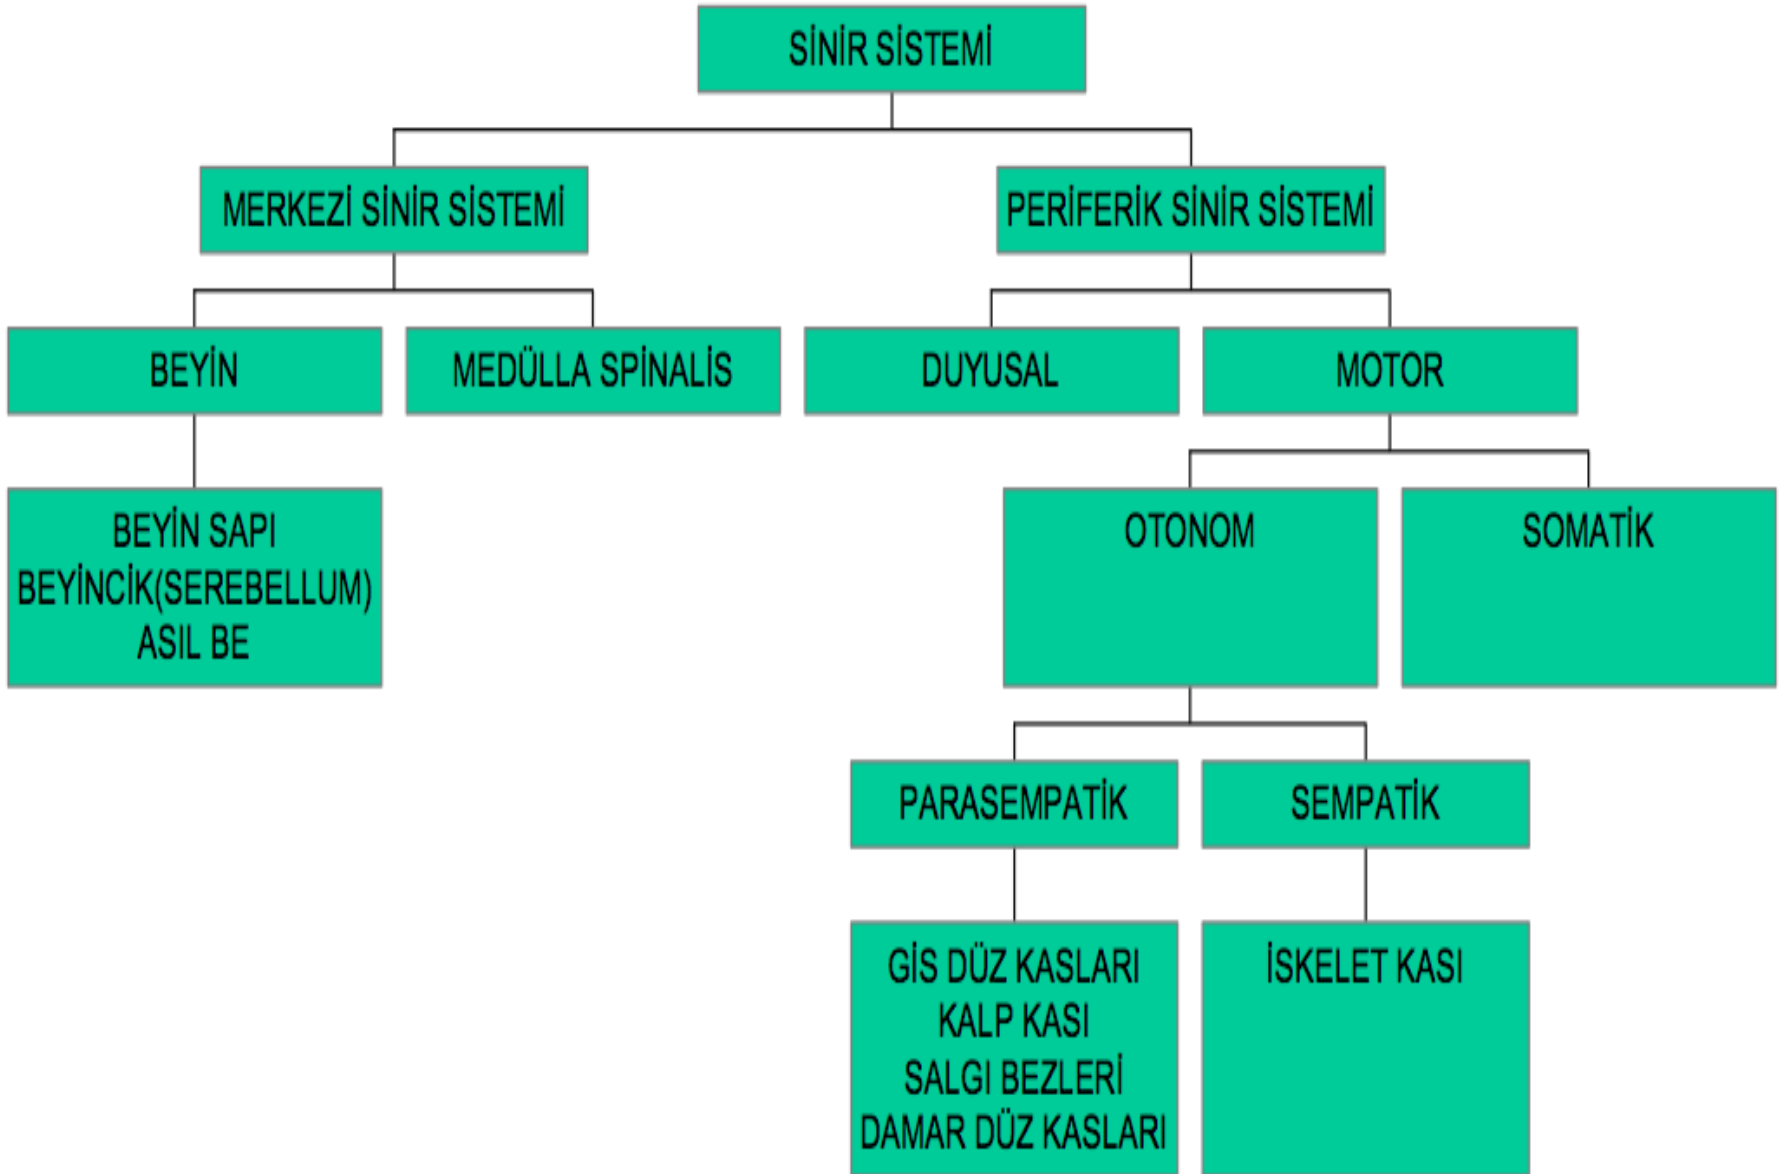 SİNİR SİSTEMİ
MERKEZİ SİNİR SİSTEMİ
PERİFERİK SİNİR SİSTEMİ
BEYİN
MEDÜLLA SPİNALİS
DUYUSAL
MOTOR
BEYİN SAPI
BEYİNCİK(SEREBELLUM)
ASIL BE
OTONOM
SOMATİK
PARASEMPATİK
SEMPATİK
GİS DÜZ KASLARI
KALP KASI
SALGI BEZLERİ
DAMAR DÜZ KASLARI
İSKELET KASI